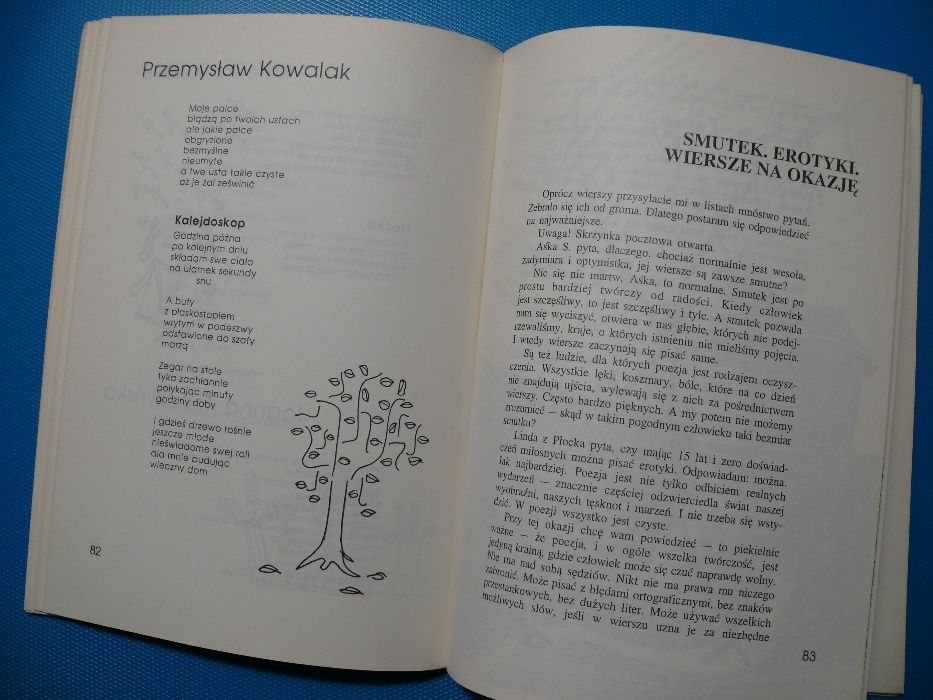 Przemysław Kowalak
Moje palce
błądzą po twoich ustach
ale jakie palce
obgryzione
bezmyślne
nieumyte
a twe usta takie czyste
aż je żal ześwinić
Kalejdoskop
Godzina późna
po kolejnym dniu
składam swe ciało
na ułamek sekundy
snu
A buty
z płaskostopiem
wrytym w podeszwy
odstawione do szafy
marzą
Zegar na stole
tyka zachłannie
połykając minuty
godziny doby
I gdzieś drzewo rośnie
jeszcze młode
nieświadome swej roli
dla mnie budując
wieczny dom
82
SMUTEK. EROTYKI.
WIERSZE NA OKAZJĘ
Oprócz wierszy przysyłacie mi w listach mnóstwo pytań.
Zebrało się ich od groma. Dlatego postaram się odpowiedzieć
na najważniejsze.
Uwaga! Skrzynka pocztowa otwarta.
Aśka S. pyta, dlaczego, chociaż normalnie jest wesoła,
zadymiara i optymistka, jej wiersze są zawsze smutne?
Nic się nie martw, Aśka, to normalne. Smutek jest po
prostu bardziej twórczy od radości. Kiedy człowiek
jest szczęśliwy, to jest szczęśliwy i tyle. A smutek pozwala
nam się wyciszyć, otwiera w nas głębie, których nie podej-
rzewaliśmy, kraje, o których istnieniu nie mieliśmy pojęcia.
I wtedy wiersze zaczynają się pisać same.
Są też ludzie, dla których poezja jest rodzajem oczysz-
czenia. Wszystkie lęki, koszmary, bóle, które na co dzień
nie znajdują ujścia, wylewają się z nich za pośrednictwem
wierszy. Często bardzo pięknych. A my potem nie możemy
zrozumieć — skąd w takim pogodnym człowieku taki bezmiar
smutku?
Linda z Płocka pyta, czy mając 15 lat i zero doświad-
czeń miłosnych można pisać erotyki. Odpowiadam: można.
Jak najbardziej. Poezja jest nie tylko odbiciem realnych
wydarzeń — znacznie częściej odzwierciedla świat naszej
wyobraźni, naszych tęsknot i marzeń. I nie trzeba się wsty-
dzić. W poezji wszystko jest czyste.
Przy tej okazji chcę wam powiedzieć — to piekielnie
ważne — że poezja, i w ogóle wszelka twórczość, jest
jedyną krainą, gdzie człowiek może się czuć naprawdę wolny.
Nie ma nad sobą sędziów. Nikt nie ma prawa mu niczego
zabronić. Może pisać z błędami ortograficznymi, bez znaków
przestankowych, bez dużych liter. Może używać wszelkich
możliwych słów, jeśli w wierszu uzna je za niezbędne
83